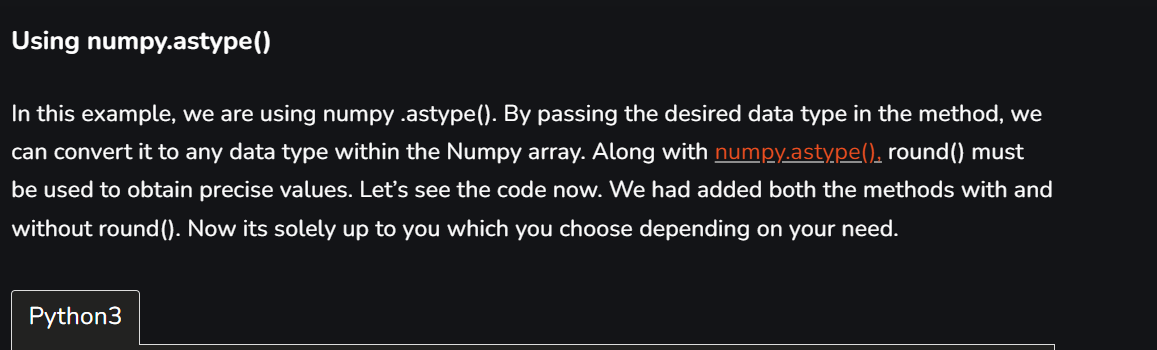 Using numpy.astype()
In this example, we are using numpy .astype(). By passing the desired data type in the method, we
can convert it to any data type within the Numpy array. Along with numpy.astype(), round() must
be used to obtain precise values. Let’s see the code now. We had added both the methods with and
without round(). Now its solely up to you which you choose depending on your need.
Python3